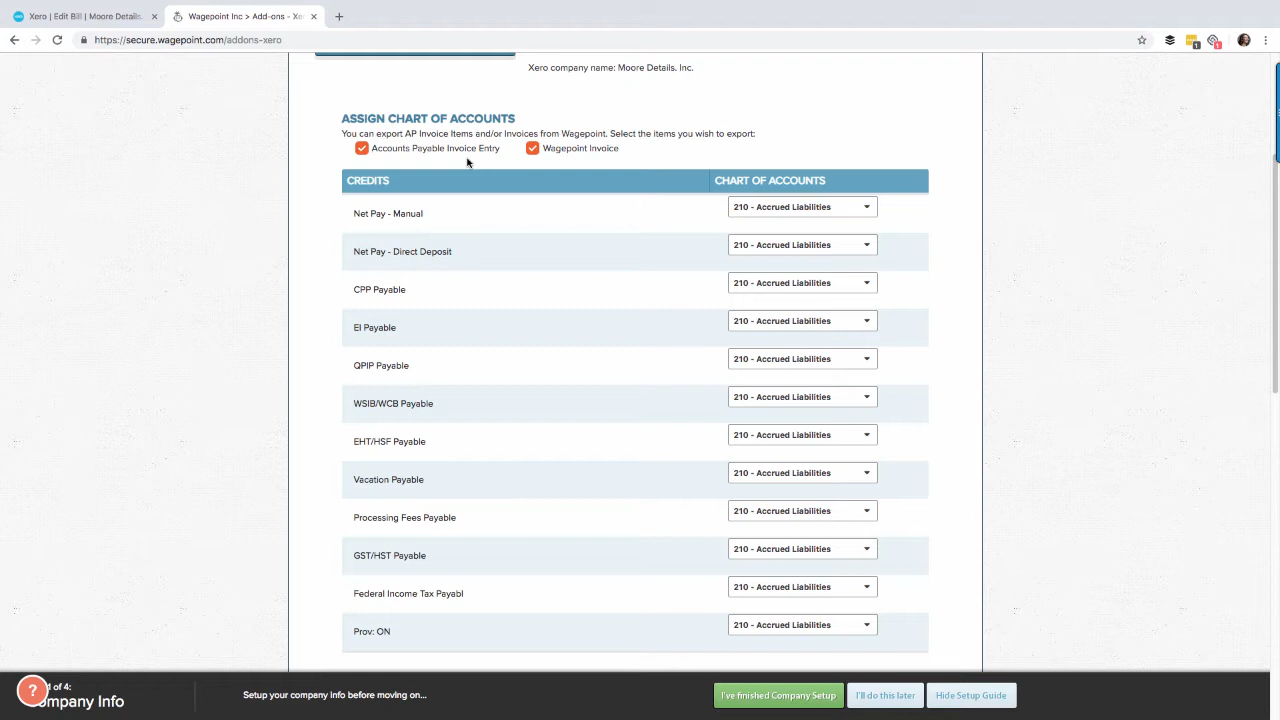 Xero | Edit Bill | Moore Details.
Wagepoint Inc > Add-ons - Xer
https://secure.wagepoint.com/addons-xero
1
1
Xero company name: Moore Details. Inc.
ASSIGN CHART OF ACCOUNTS
You can export AP Invoice Items and/or Invoices from Wagepoint. Select the items you wish to export:
Accounts Payable Invoice Entry
Wagepoint Invoice
CREDITS
CHART OF ACCOUNTS
Net Pay - Manual
210 - Accrued Liabilities
Net Pay - Direct Deposit
210 - Accrued Liabilities
CPP Payable
210 - Accrued Liabilities
EI Payable
210 - Accrued Liabilities
QPIP Payable
210 - Accrued Liabilities
WSIB/WCB Payable
210 - Accrued Liabilities
EHT/HSF Payable
210 - Accrued Liabilities
Vacation Payable
210 - Accrued Liabilities
Processing Fees Payable
210 - Accrued Liabilities
GST/HST Payable
210 - Accrued Liabilities
Federal Income Tax Payabl
210 - Accrued Liabilities
Prov: ON
210 - Accrued Liabilities
?
1 of 4:
ompany Info
Setup your company info before moving on...
I've finished Company Setup
I'll do this later
Hide Setup Guide